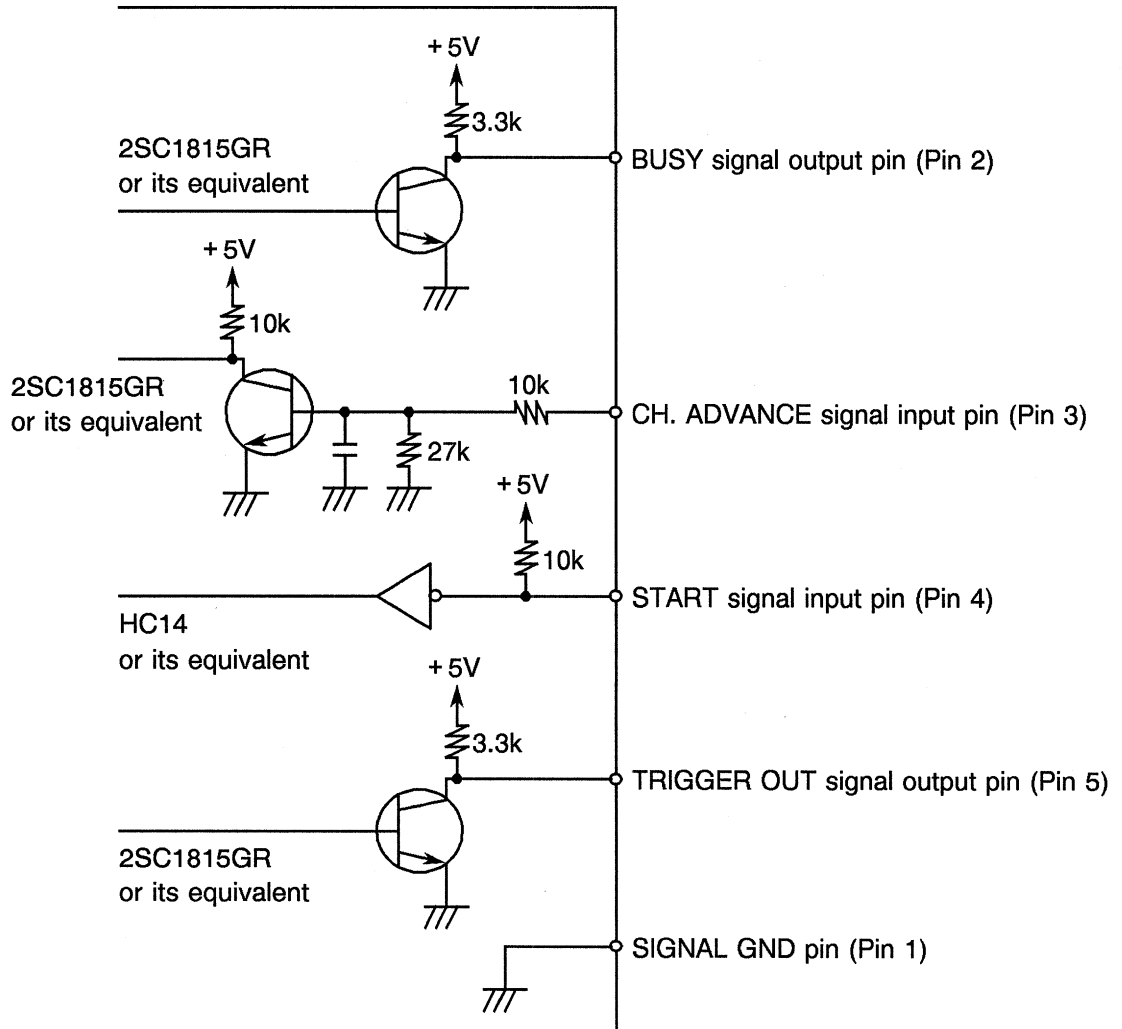 +5V
3.3k
2SC1815GR
or its equivalent
BUSY signal output pin (Pin 2)
+5V
10k
2SC1815GR
or its equivalent
10k
CH. ADVANCE signal input pin (Pin 3)
27k
+5V
10k
START signal input pin (Pin 4)
HC14
or its equivalent
+5V
3.3k
TRIGGER OUT signal output pin (Pin 5)
2SC1815GR
or its equivalent
SIGNAL GND pin (Pin 1)